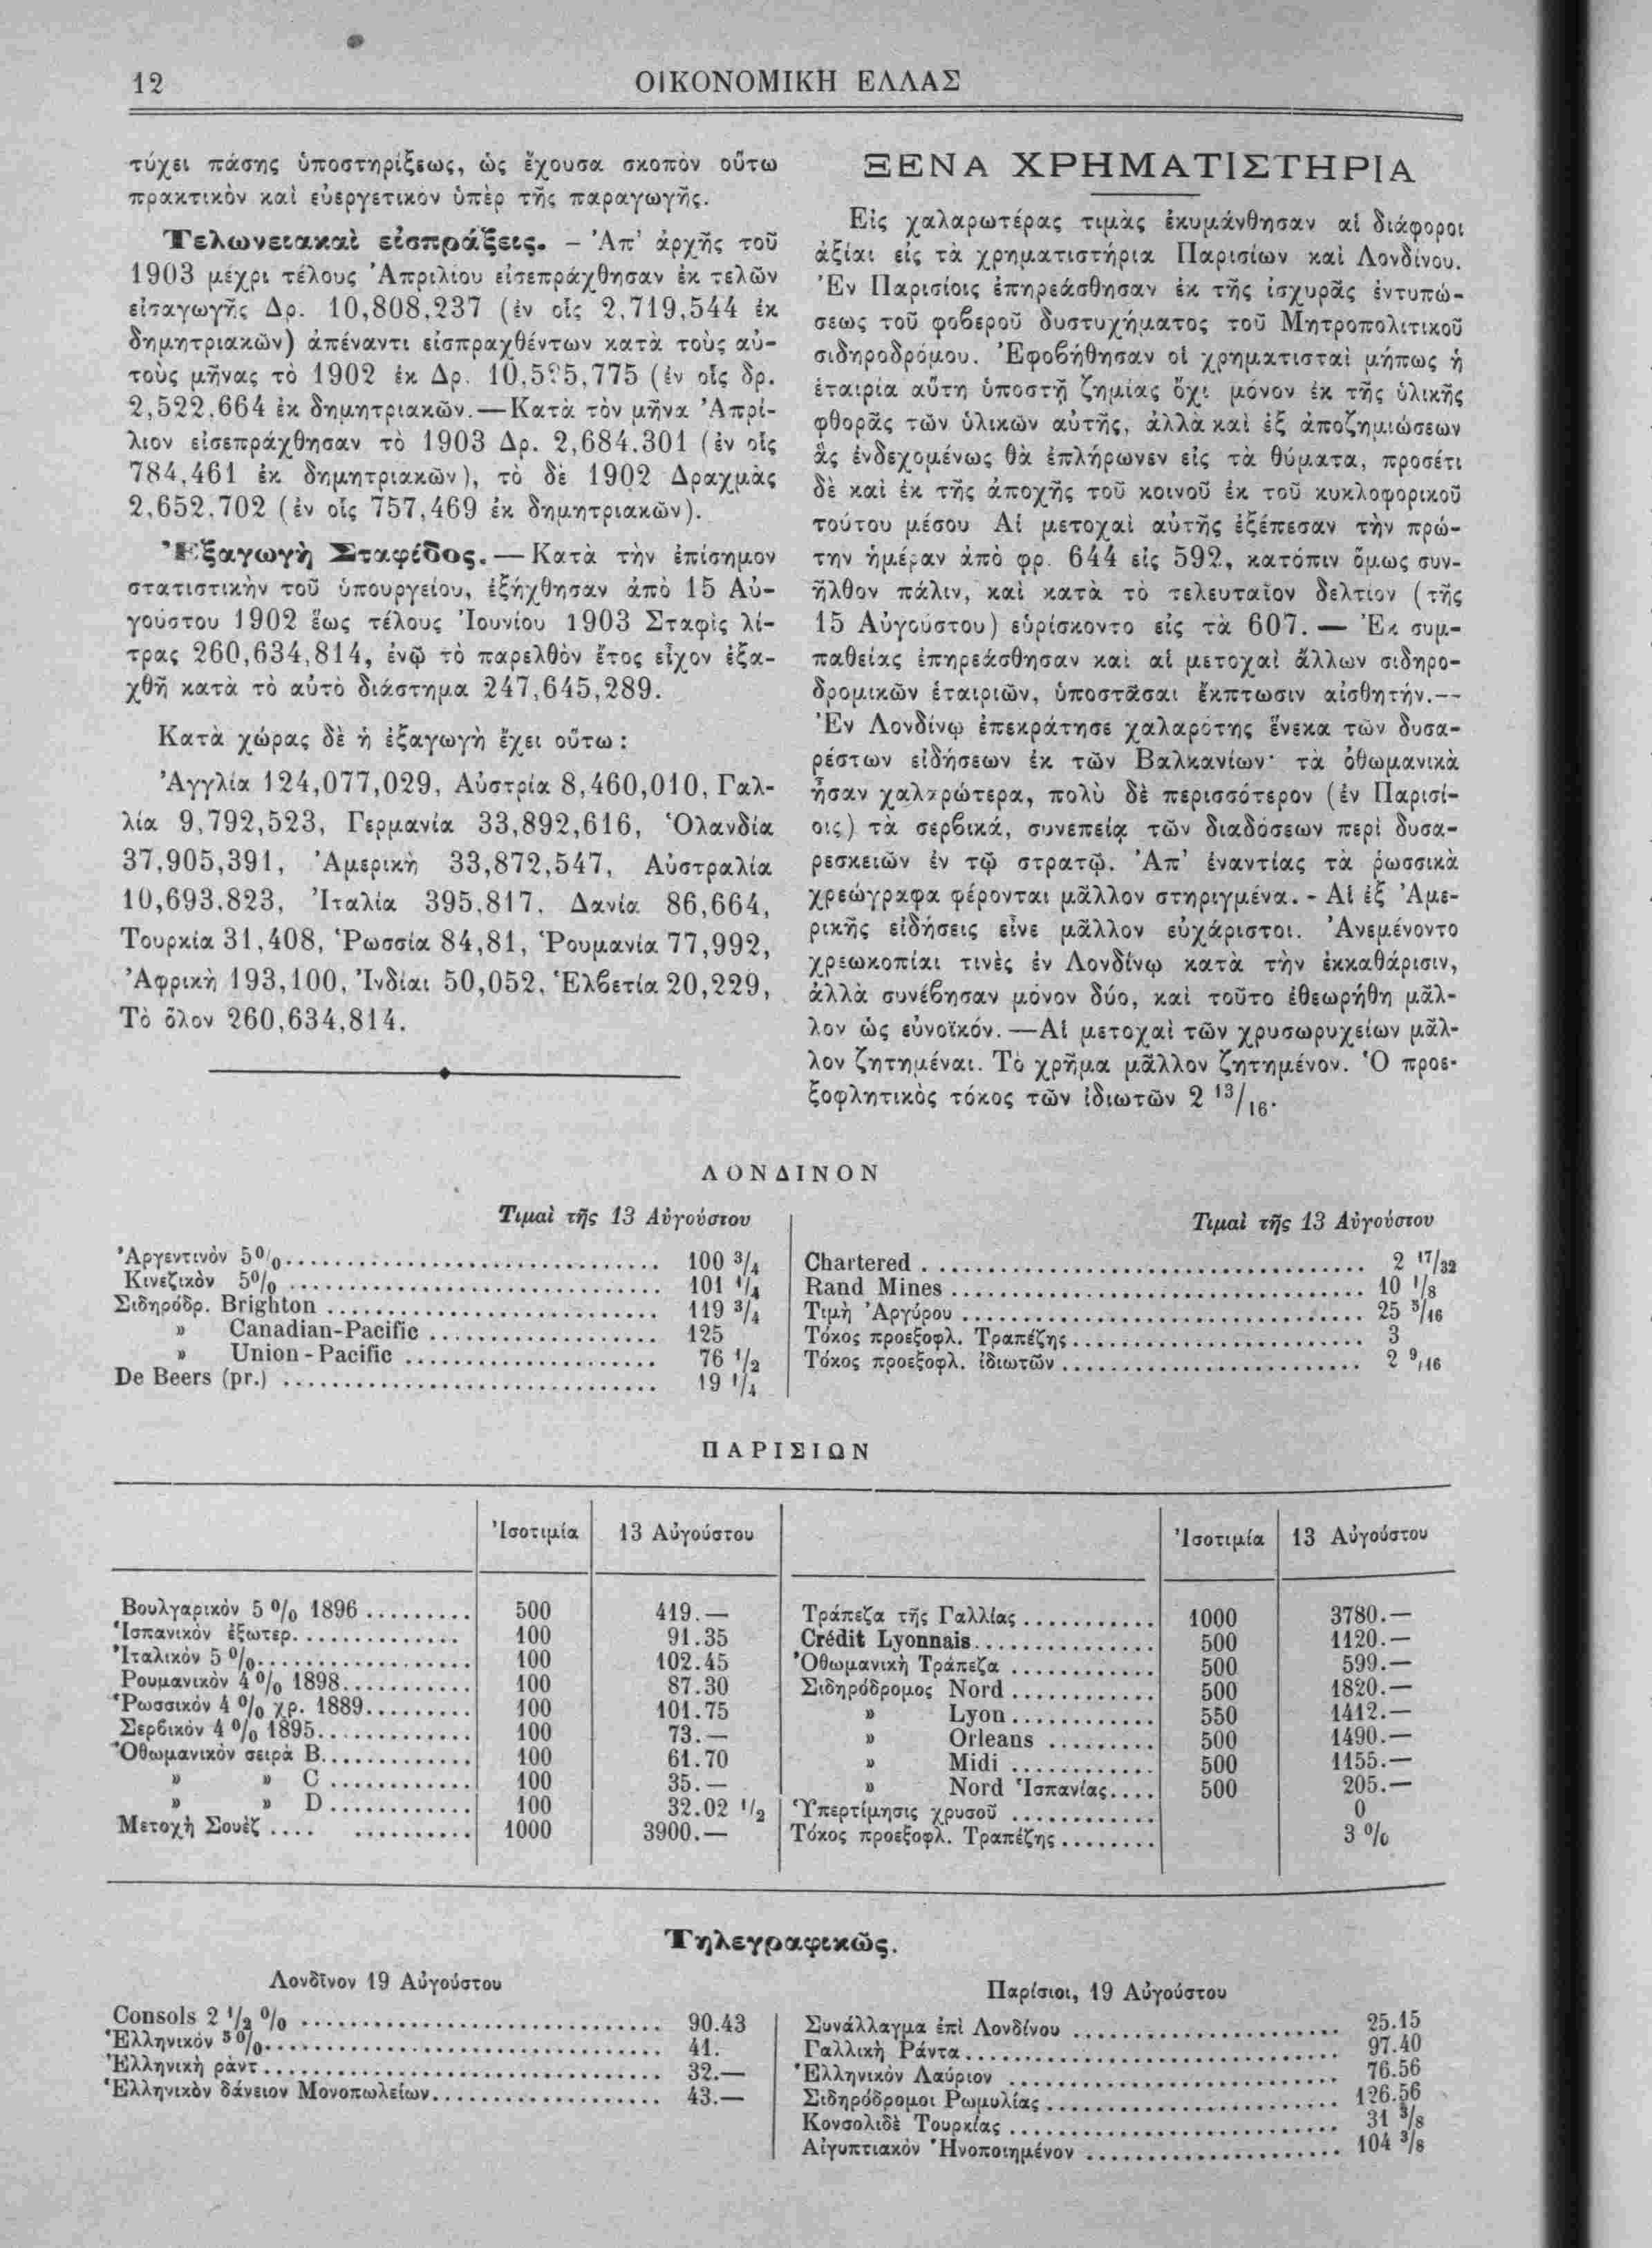 12
ΟΙΚΟΝΟΜΙΚΗ ΕΛΛΑΣ
τύχει πάσης ὑποστηρίξεως, ὡς ἔχουσα σκοπὸν οὕτω
πρακτικὸν καὶ εὐεργετικὸν ὑπὲρ τῆς παραγωγῆς.
Τελωνειακαὶ εἰσπράξεις. – Ἀπ’ ἀρχῆς τοῦ
1903 μέχρι τέλους Ἀπριλίου εἰσεπράχθησαν ἐκ τελῶν
εἰσαγωγῆς Δρ. 10,808,237 (ἐν οἷς 2,719,544 ἐκ
δημητριακῶν) ἀπέναντι εἰσπραχθέντων κατὰ τοὺς αὐ-
τοὺς μῆνας τὸ 1902 ἐκ Δρ. (ἐν οἷς δρ.
2,522,664 ἐκ δημητριακῶν.—Κατὰ τὸν μῆνα Ἀπρί-
λιον εἰσεπράχθησαν τὸ 1903 Δρ. 2,684.301 (ἐν οἷς
784,461 ἐκ δημητριακῶν), τὸ δὲ 1902 Δραχμὰς
2,652.702 (ἐν οἷς 757,469 ἐκ δημητριακῶν).
Ἐξαγωγὴ Σταφίδος. — Κατὰ τὴν ἐπίσημον
στατιστικὴν τοῦ ὑπουργείου, ἐξήχθησαν ἀπὸ 15 Αὐ-
γούστου 1902 ἕως τέλους Ἰουνίου 1903 Σταφὶς λί-
τρας 260,634,814, ἐνῷ τὸ παρελθὸν ἔτος εἶχον ἐξα-
χθῆ κατὰ τὸ αὐτὸ διάστημα 247,645,289.
Κατὰ χώρας δὲ ἡ ἐξαγωγὴ ἔχει οὕτω :
Ἀγγλία 124,077,029, Αὐστρία 8,460,010, Γαλ-
λία 9,792,523, Γερμανία 33,892,616, Ὁλανδία
37,905,391, Ἀμερικὴ 33,872,547, Αὐστραλία
10,693.823, Ἰταλία 395,817, Δανία 86,664,
Τουρκία 31,408, Ῥωσσία 84,81, Ῥουμανία 77,992,
Ἀφρικὴ 193,100, Ἰνδίαι 50,052, Ἑλβετία 20,229,
Τὸ ὅλον 260,634,814.
ΞΕΝΑ ΧΡΗΜΑΤΙΣΤΗΡΙΑ
Εἰς χαλαρωτέρας τιμὰς ἐκυμάνθησαν αἱ διάφοροι
ἀξίαι εἰς τὰ χρηματιστήρια Παρισίων καὶ Λονδίνου.
Ἐν Παρισίοις ἐπηρεάσθησαν ἐκ τῆς ἰσχυρᾶς ἐντυπώ-
σεως τοῦ φοβεροῦ δυστυχήματος τοῦ Μητροπολιτικοῦ
σιδηροδρόμου. Ἐφοβήθησαν οἱ χρηματισταὶ μήπως ἡ
ἑταιρία αὕτη ὑποστῇ ζημίας ὄχι μόνον ἐκ τῆς ὑλικῆς
φθορᾶς τῶν ὑλικῶν αὐτῆς, ἀλλὰ καὶ ἐξ ἀποζημιώσεων
ἃς ἐνδεχομένως θὰ ἐπλήρωνεν εἰς τὰ θύματα, προσέτι
δὲ καὶ ἐκ τῆς ἀποχῆς τοῦ κοινοῦ ἐκ τοῦ κυκλοφορικοῦ
τούτου μέσου Αἱ μετοχαὶ αὐτῆς ἐξέπεσαν τὴν πρώ-
την ἡμέραν ἀπὸ φρ. 644 εἰς 592, κατόπιν ὅμως συν-
ῆλθον πάλιν, καὶ κατὰ τὸ τελευταῖον δελτίον (τῆς
15 Αὐγούστου) εὑρίσκοντο εἰς τὰ 607. — Ἐκ συμ-
παθείας ἐπηρεάσθησαν καὶ αἱ μετοχαὶ ἄλλων σιδηρο-
δρομικῶν ἑταιριῶν, ὑποστᾶσαι ἔκπτωσιν αἰσθητήν.—
Ἐν Λονδίνῳ ἐπεκράτησε χαλαρότης ἕνεκα τῶν δυσα-
ρέστων εἰδήσεων ἐκ τῶν Βαλκανίων· τὰ ὀθωμανικὰ
ἦσαν χαλαρώτερα, πολὺ δὲ περισσότερον (ἐν Παρισί-
οις) τὰ σερβικά, συνεπείᾳ τῶν διαδόσεων περὶ δυσα-
ρεσκειῶν ἐν τῷ στρατῷ. Ἀπ’ ἐναντίας τὰ ῥωσσικὰ
χρεώγραφα φέρονται μᾶλλον στηριγμένα. - Αἱ ἐξ Ἀμε-
ρικῆς εἰδήσεις εἶνε μᾶλλον εὐχάριστοι. Ἀνεμένοντο
χρεωκοπίαι τινὲς ἐν Λονδίνῳ κατὰ τὴν ἐκκαθάρισιν,
ἀλλὰ συνέβησαν μόνον δύο, καὶ τοῦτο ἐθεωρήθη μᾶλ-
λον ὡς εὐνοϊκόν. —Αἱ μετοχαὶ τῶν χρυσωρυχείων μᾶλ-
λον ζητημέναι. Τὸ χρῆμα μᾶλλον ζητημένον. Ὁ προε-
ξοφλητικὸς τόκος τῶν ἰδιωτῶν 2 13/16.
ΛΟΝΔΙΝΟΝ
Τιμαὶ τῆς 13 Αὐγούστου
Ἀργεντινὸν 5 0/0 .......... 100 3/4
Κινεζικὸν 5 0/0 .......... 101 1/4
Σιδηρόδρ. Brighton .......... 119 3/4
» Canadian-Pacific .......... 125
» Union-Pacific .......... 76 1/2
De Beers (pr.) .......... 19 1/4
Τιμαὶ τῆς 13 Αὐγούστου
Chartered .......... 2 17/32
Rand Mines .......... 10 1/8
Τιμὴ Ἀργύρου .......... 25
Τόκος προεξοφλ. Τραπέζης .......... 3
Τόκος προεξοφλ. ἰδιωτῶν .......... 2 9/16
ΠΑΡΙΣΙΩΝ
Ἰσοτιμία 13 Αὐγούστου
Βουλγαρικὸν 5 0/0 1896 .......... 500 419.—
Ἱσπανικὸν ἐξωτερ. .......... 100 91.35
Ἰταλικὸν 5 0/0 .......... 100 102.45
Ρουμανικὸν 4 0/0 1898 .......... 100 87.30
Ῥωσσικόν 4 0/0 χρ. 1889 .......... 100 101.75
Σερβικόν 4 0/0 1895 .......... 100 73.—
Ὀθωμανικὸν σειρὰ Β. .......... 100 61.70
» » C .......... 100 35.—
» » D .......... 100 32.02 1/2
Μετοχὴ Σουὲζ .......... 1000 3900.—
Ἰσοτιμία 13 Αὐγούστου
Τράπεζα τῆς Γαλλίας .......... 1000 3780.—
Crédit Lyonnais .......... 500 1120.—
Ὀθωμανικὴ Τράπεζα .......... 500 599.—
Σιδηρόδρομος Nord .......... 500 1820.—
» Lyon .......... 550 1412.—
» Orleans .......... 500 1490.—
» Midi .......... 500 1155.—
» Nord Ἱσπανίας .... 500 205.—
Ὑπερτίμησις χρυσοῦ .......... 0
Τόκος προεξοφλ. Τραπέζης .......... 3 0/0
Τηλεγραφικῶς.
Λονδῖνον 19 Αὐγούστου
Consols 2 1/2 0/0 .......... 90.43
Ἑλληνικόν 5 0/0 .......... 41.
Ἑλληνικὴ ρὰντ .......... 32.—
Ἑλληνικὸν δάνειον Μονοπωλείων .......... 43.—
Παρίσιοι, 19 Αὐγούστου
Συνάλλαγμα ἐπὶ Λονδίνου .......... 25.15
Γαλλικὴ Ράντα .......... 97.40
Ἑλληνικὸν Λαύριον .......... 76.56
Σιδηρόδρομοι Ρωμυλίας .......... 126.56
Κονσολιδὲ Τουρκίας .......... 31 3/8
Αἰγυπτιακὸν Ἡνοποιημένον .......... 104 3/8